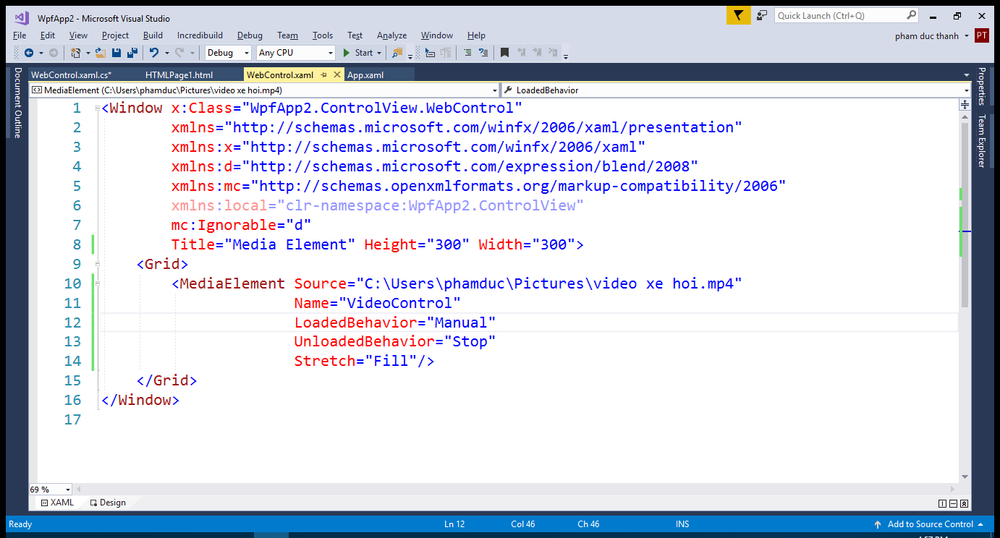 WpfApp2 - Microsoft Visual Studio
Quick Launch (Ctrl+Q)
File Edit View Project Build Incredibuild Debug Team Tools Test Analyze Window Help
pham duc thanh PT
Debug Any CPU Start
Document Outline
WebControl.xaml.cs* HTMLPage1.html WebControl.xaml App.xaml
Properties
Team Explorer
MediaElement (C:\Users\phamduc\Pictures\video xe hoi.mp4) LoadedBehavior
1 <Window x:Class="WpfApp2.ControlView.WebControl"
2 xmlns="http://schemas.microsoft.com/winfx/2006/xaml/presentation"
3 xmlns:x="http://schemas.microsoft.com/winfx/2006/xaml"
4 xmlns:d="http://schemas.microsoft.com/expression/blend/2008"
5 xmlns:mc="http://schemas.openxmlformats.org/markup-compatibility/2006"
6 xmlns:local="clr-namespace:WpfApp2.ControlView"
7 mc:Ignorable="d"
8 Title="Media Element" Height="300" Width="300">
9 <Grid>
10 <MediaElement Source="C:\Users\phamduc\Pictures\video xe hoi.mp4"
11 Name="VideoControl"
12 LoadedBehavior="Manual"
13 UnloadedBehavior="Stop"
14 Stretch="Fill"/>
15 </Grid>
16 </Window>
17
69 %
XAML Design
Ready Ln 12 Col 46 Ch 46 INS Add to Source Control